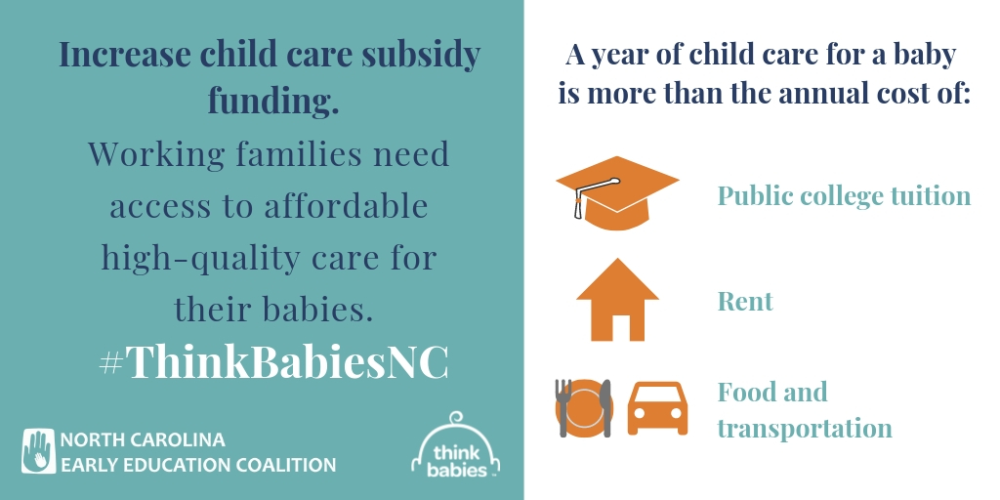 Increase child care subsidy
funding.
Working families need
access to affordable
high-quality care for
their babies.
#ThinkBabiesNC
NORTH CAROLINA
EARLY EDUCATION COALITION
think
babies™
A year of child care for a baby
is more than the annual cost of:
Public college tuition
Rent
Food and
transportation